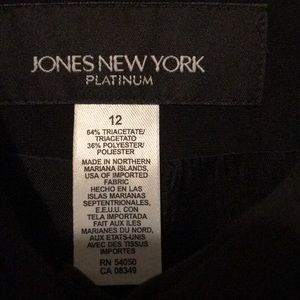 JONES NEW YORK
PLATINUM
12
64% TRIACETATE/
TRIACETATO
36% POLYESTER/
POLIESTER
MADE IN NORTHERN
MARIANA ISLANDS,
USA OF IMPORTED
FABRIC
HECHO EN LAS
ISLAS MARIANAS
SEPTENTRIONALES,
E.E.U.U. CON
TELA IMPORTADA
FAIT AUX ILES
MARIANES DU NORD,
AUX ETATS-UNIS
AVEC DES TISSUS
IMPORTES
RN 54050
CA 08349